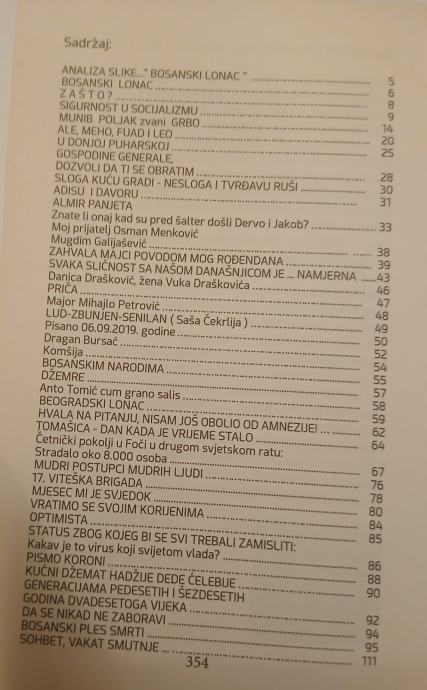 Sadržaj:
ANALIZA SLIKE..." BOSANSKI LONAC " 5
BOSANSKI LONAC 6
Z A Š T O ? 8
SIGURNOST U SOCIJALIZMU 9
MUNIB POLJAK zvani GRBO 14
ALE, MEHO, FUAD I LEO 20
U DONJOJ PUHARSKOJ 25
GOSPODINE GENERALE,
DOZVOLI DA TI SE OBRATIM 28
SLOGA KUĆU GRADI - NESLOGA I TVRĐAVU RUŠI 30
ADISU I DAVORU 31
ALMIR PANJETA
Znate li onaj kad su pred šalter došli Dervo i Jakob? 33
Moj prijatelj Osman Menković
Mugdim Galijašević 38
ZAHVALA MAJCI POVODOM MOG ROĐENDANA 39
SVAKA SLIČNOST SA NAŠOM DANAŠNJICOM JE ... NAMJERNA 43
Danica Drašković, žena Vuka Draškovića 46
PRIČA 47
Major Mihajlo Petrović 48
LUD-ZBUNJEN-SENILAN ( Saša Čekrlija ) 49
Pisano 06.09.2019. godine 50
Dragan Bursać 52
Komšija 54
BOSANSKIM NARODIMA 55
DŽEMRE 57
Anto Tomić cum grano salis 58
BEOGRADSKI LONAC 59
HVALA NA PITANJU, NISAM JOŠ OBOLIO OD AMNEZIJE! ... 62
TOMAŠICA - DAN KADA JE VRIJEME STALO 64
Četnički pokolji u Foči u drugom svjetskom ratu:
Stradalo oko 8.000 osoba 67
MUDRI POSTUPCI MUDRIH LJUDI 76
17. VITEŠKA BRIGADA 78
MJESEC MI JE SVJEDOK 80
VRATIMO SE SVOJIM KORIJENIMA 84
OPTIMISTA 85
STATUS ZBOG KOJEG BI SE SVI TREBALI ZAMISLITI:
Kakav je to virus koji svijetom vlada? 86
PISMO KORONI 88
KUĆNI DŽEMAT HADŽIJE DEDE ČELEBIJE 90
GENERACIJAMA PEDESETIH I ŠEZDESETIH
GODINA DVADESETOGA VIJEKA 92
DA SE NIKAD NE ZABORAVI 94
BOSANSKI PLES SMRTI 95
SOHBET, VAKAT SMUTNJE ... 111
354